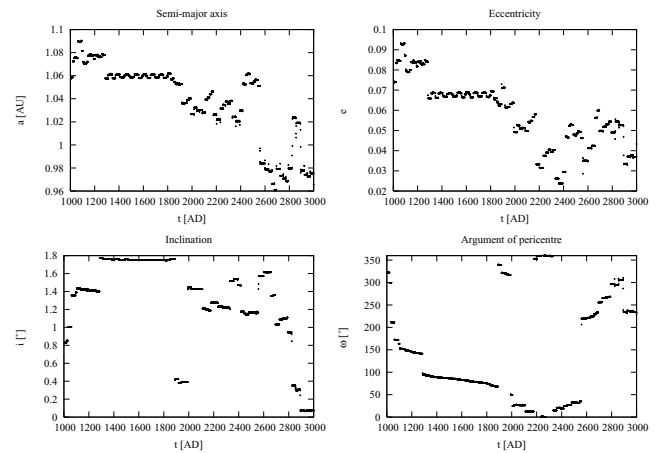 Semi-major axis
1.1
1.08
1.06
1.04
1.02
1
0.98
0.96
a [AU]
1000 1200 1400 1600 1800 2000 2200 2400 2600 2800 3000
t [AD]
Eccentricity
0.1
0.09
0.08
0.07
0.06
0.05
0.04
0.03
0.02
e
1000 1200 1400 1600 1800 2000 2200 2400 2600 2800 3000
t [AD]
Inclination
1.8
1.6
1.4
1.2
1
0.8
0.6
0.4
0.2
0
i [°]
1000 1200 1400 1600 1800 2000 2200 2400 2600 2800 3000
t [AD]
Argument of pericentre
350
300
250
200
150
100
50
0
ω [°]
1000 1200 1400 1600 1800 2000 2200 2400 2600 2800 3000
t [AD]